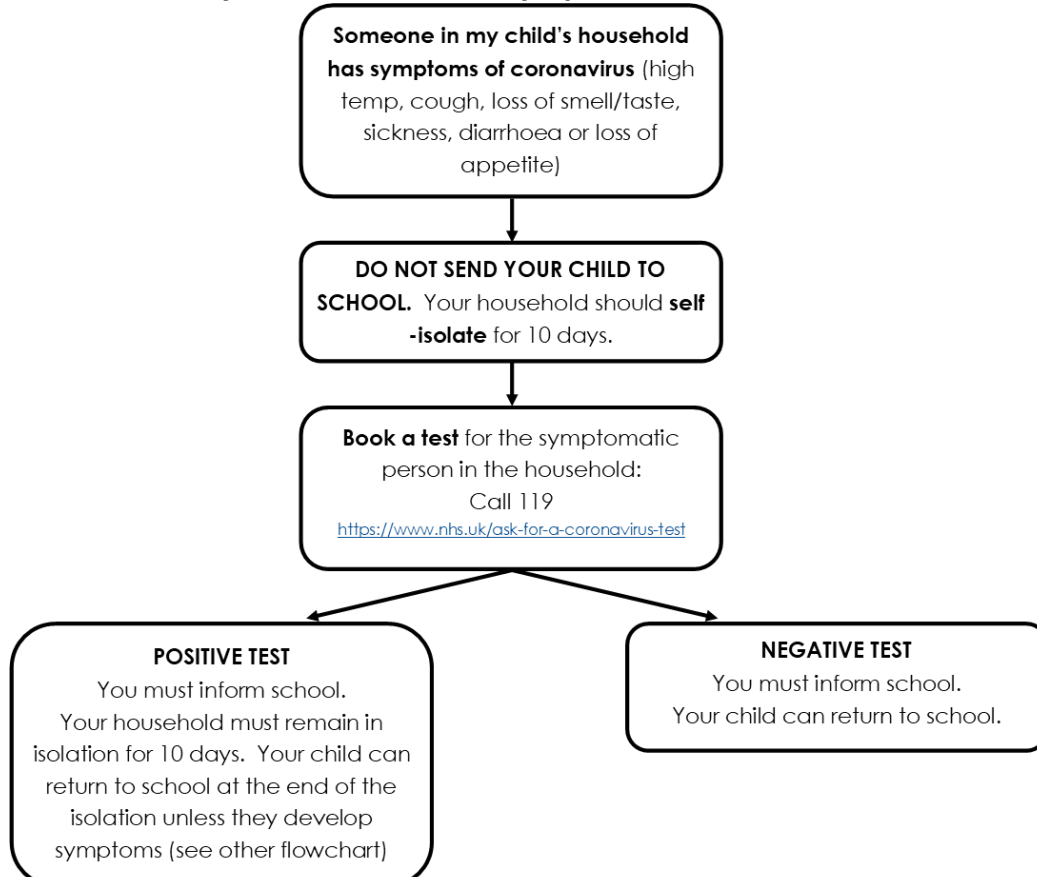 Someone in my child's household
has symptoms of coronavirus (high
temp, cough, loss of smell/taste,
sickness, diarrhoea or loss of
appetite)
DO NOT SEND YOUR CHILD TO
SCHOOL. Your household should self
-isolate for 10 days.
Book a test for the symptomatic
person in the household:
Call 119
https://www.nhs.uk/ask-for-a-coronavirus-test
POSITIVE TEST
You must inform school.
Your household must remain in
isolation for 10 days. Your child can
return to school at the end of the
isolation unless they develop
symptoms (see other flowchart)
NEGATIVE TEST
You must inform school.
Your child can return to school.